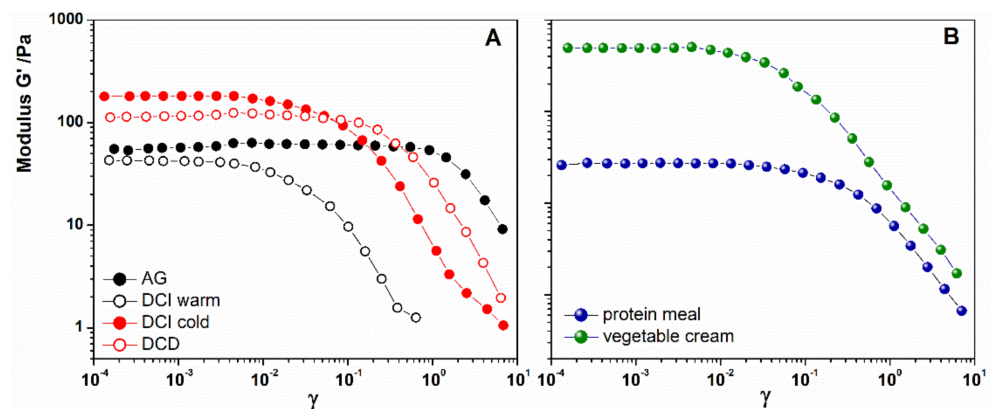 1000
100
10
1
Modulus G' /Pa
A
AG
DCI warm
DCI cold
DCD
10⁻⁴ 10⁻³ 10⁻² 10⁻¹ 10⁰ 10¹
γ
B
protein meal
vegetable cream
10⁻⁴ 10⁻³ 10⁻² 10⁻¹ 10⁰ 10¹
γ